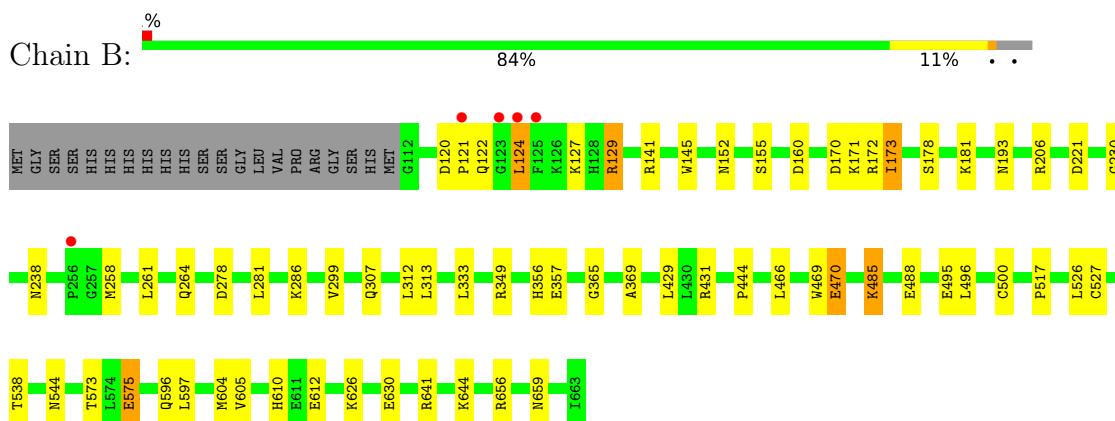 .%
Chain B:
84% 11% • •
MET GLY SER SER HIS HIS HIS HIS HIS HIS SER SER GLY LEU VAL PRO ARG GLY SER HIS MET G112 D120 P121 Q122 G123 L124 F125 K126 K127 H128 R129 R141 W145 N152 S155 D160 D170 K171 R172 I173 S178 K181 N193 R206 D221 G230
N238 P256 G257 M258 L261 Q264 D278 L281 K286 V299 Q307 L312 L313 L333 R349 H356 E357 G365 A369 L429 L430 R431 P444 L466 W469 E470 K485 E488 E495 L496 C500 P517 L526 C527
T538 N544 T573 L574 E575 Q596 L597 M604 V605 H610 E611 E612 K626 E630 R641 K644 R656 N659 I663